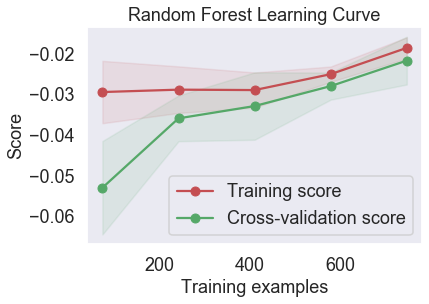 Random Forest Learning Curve
Score
−0.02
−0.03
−0.04
−0.05
−0.06
Training score
Cross-validation score
200 400 600
Training examples